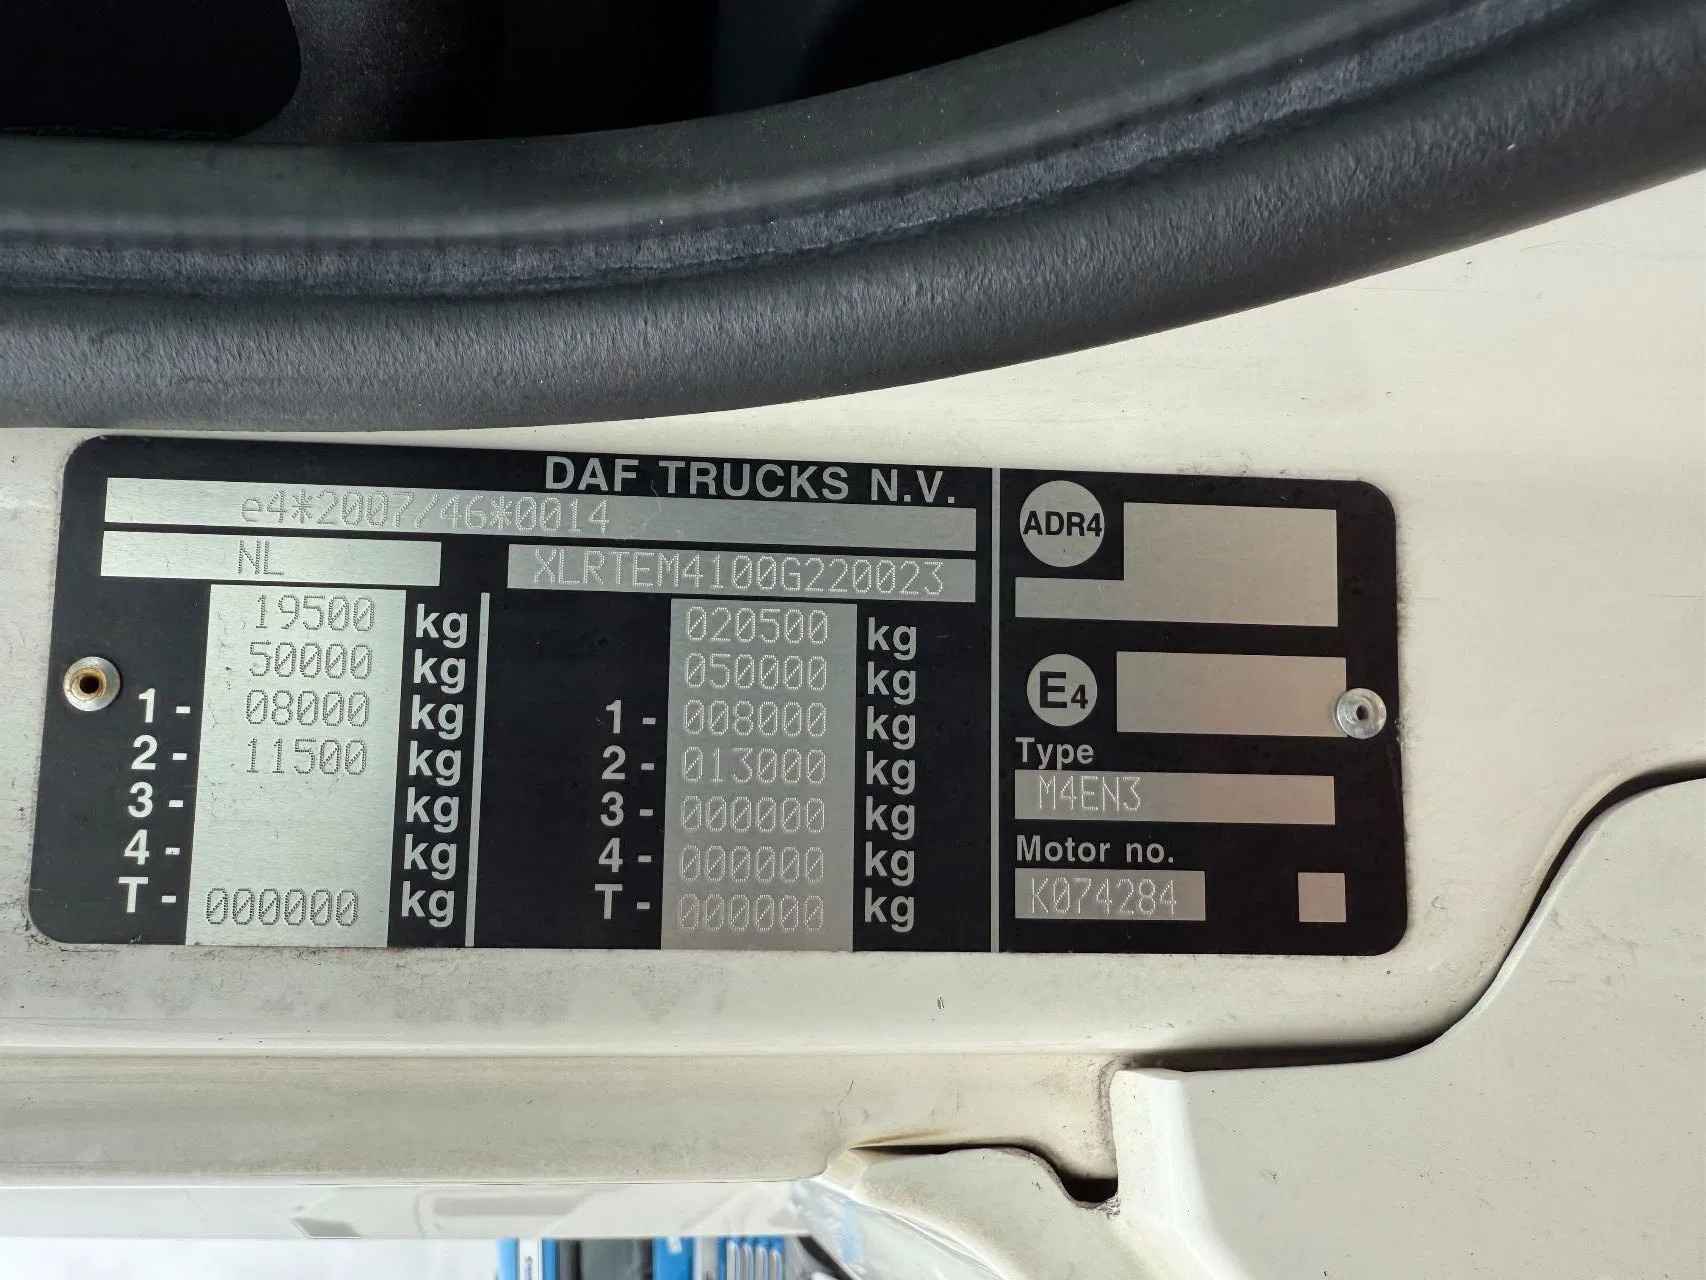 DAF TRUCKS N.V.
e4*2007/46*0014
NL
XLRTEM4100G220023
19500 kg
50000 kg
1- 08000 kg
2- 11500 kg
3- kg
4- kg
T- 000000 kg
020500 kg
050000 kg
1- 008000 kg
2- 013000 kg
3- 000000 kg
4- 000000 kg
T- 000000 kg
ADR4
E4
Type
M4EN3
Motor no.
K074284